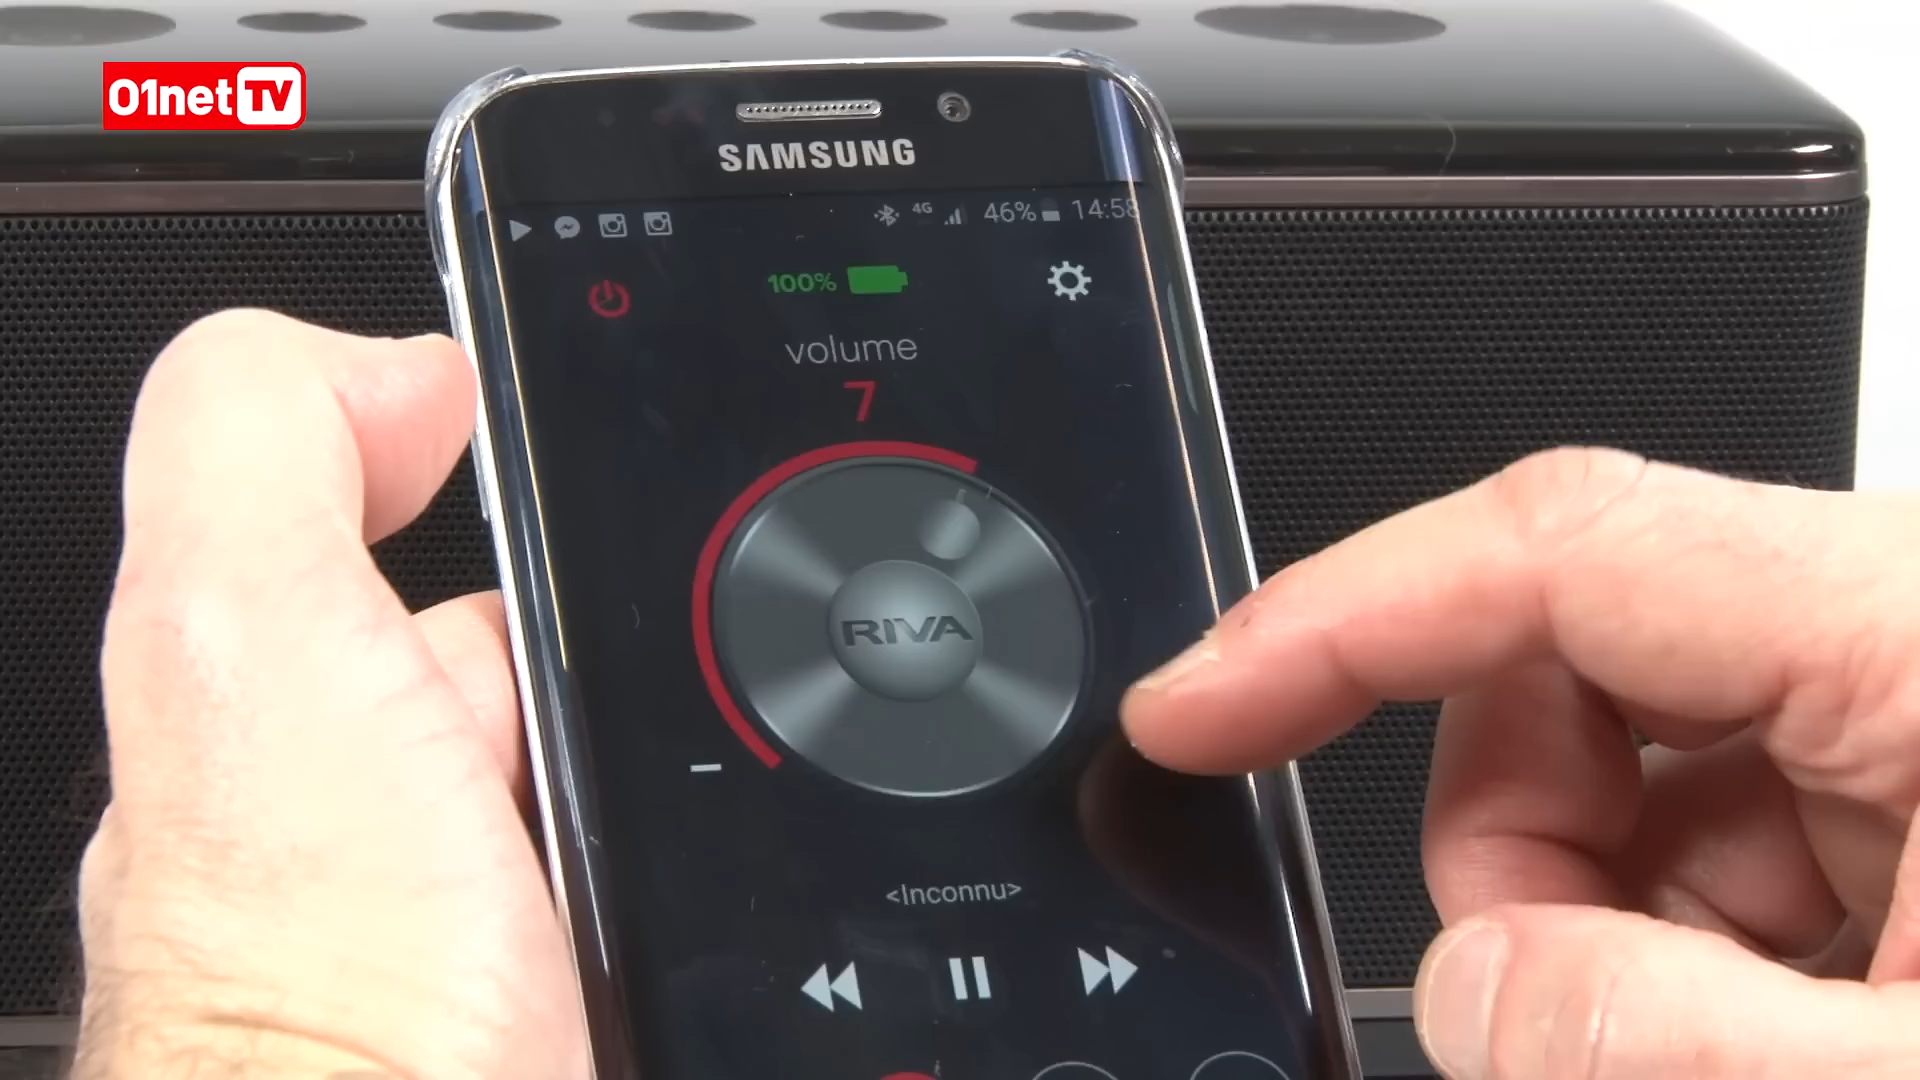 01netTV
SAMSUNG
4G 46% 14:58
100%
volume
7
RIVA
<Inconnu>